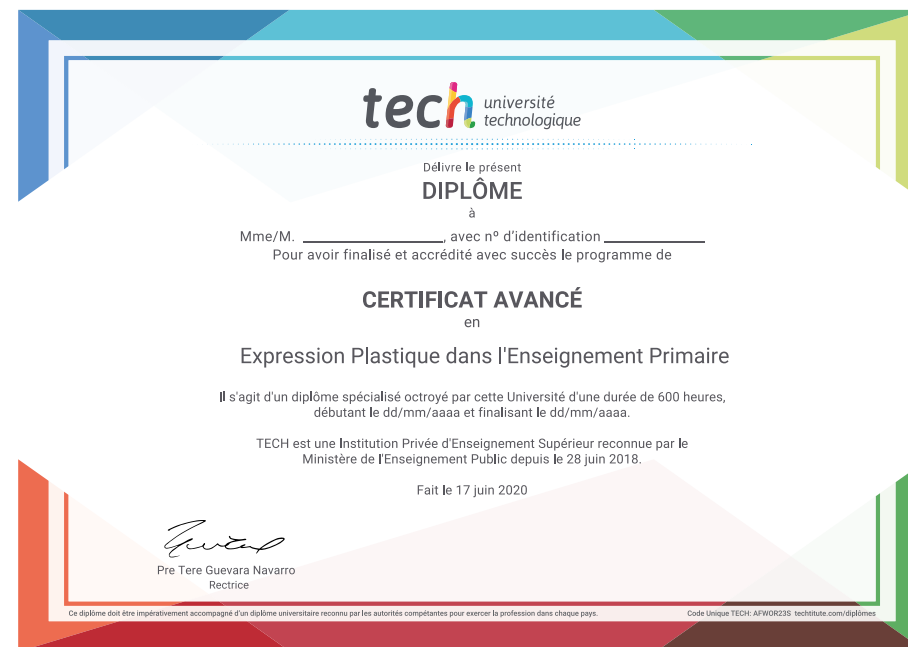 tech université
technologique
Délivre le présent
DIPLÔME
à
Mme/M. ____________, avec nº d'identification ____________
Pour avoir finalisé et accrédité avec succès le programme de
CERTIFICAT AVANCÉ
en
Expression Plastique dans l'Enseignement Primaire
Il s'agit d'un diplôme spécialisé octroyé par cette Université d'une durée de 600 heures,
débutant le dd/mm/aaaa et finalisant le dd/mm/aaaa.
TECH est une Institution Privée d'Enseignement Supérieur reconnue par le
Ministère de l'Enseignement Public depuis le 28 juin 2018.
Fait le 17 juin 2020
Pre Tere Guevara Navarro
Rectrice
Ce diplôme doit être impérativement accompagné d'un diplôme universitaire reconnu par les autorités compétentes pour exercer la profession dans chaque pays.
Code Unique TECH: AFWOR23S techtitute.com/diplômes